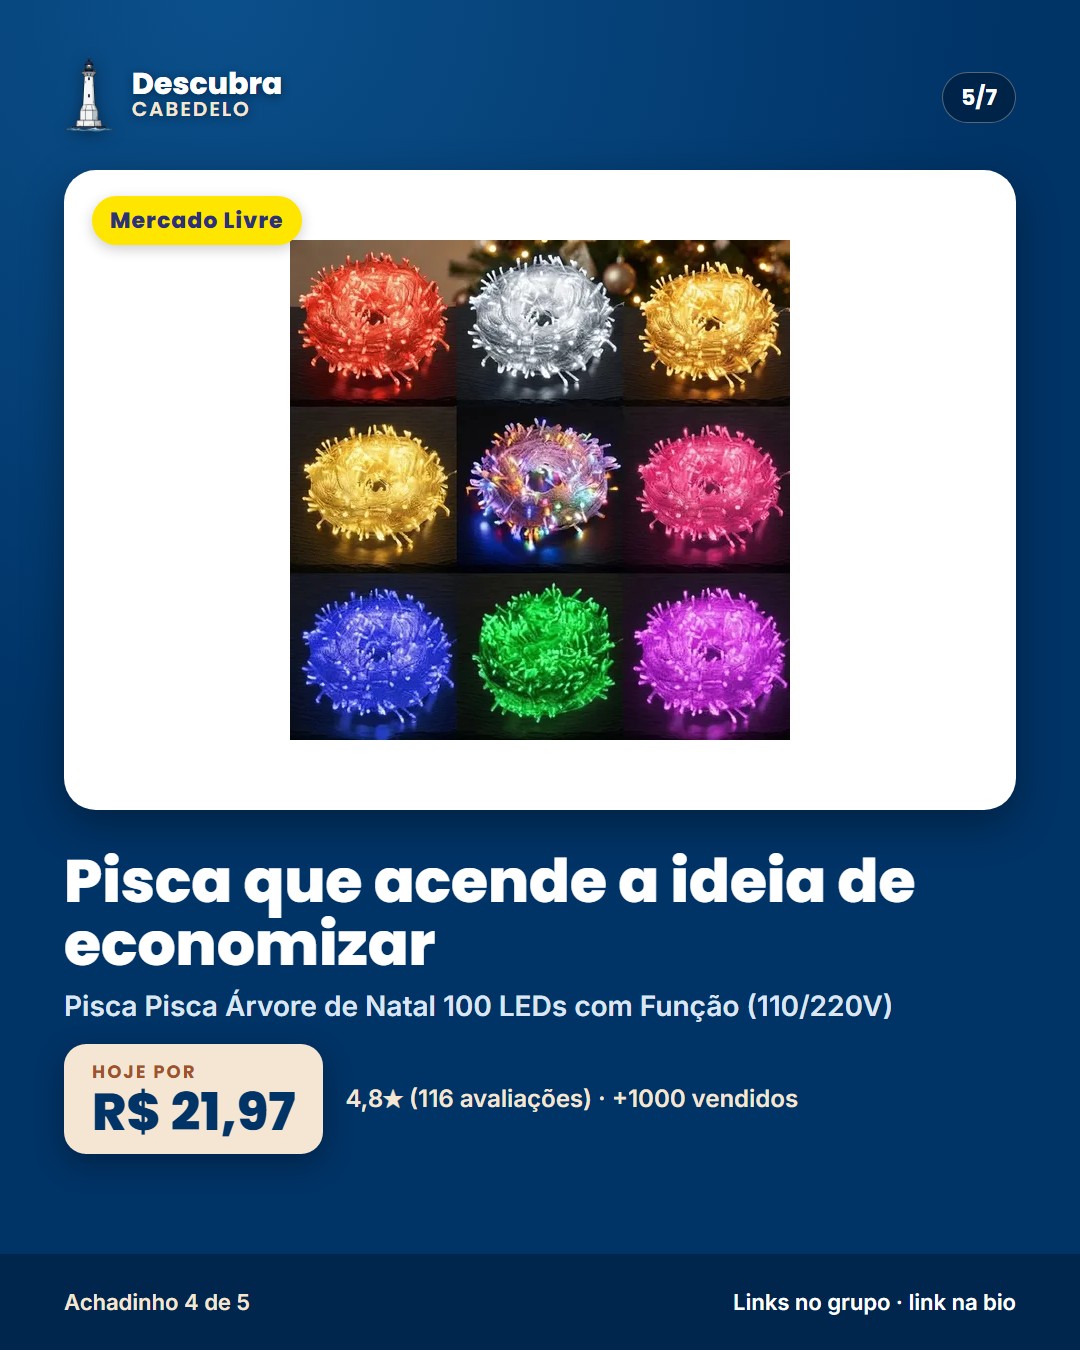 Descubra
CABEDELO
5/7
Mercado Livre
Pisca que acende a ideia de
economizar
Pisca Pisca Árvore de Natal 100 LEDs com Função (110/220V)
HOJE POR
R$ 21,97
4,8★ (116 avaliações) · +1000 vendidos
Achadinho 4 de 5
Links no grupo · link na bio